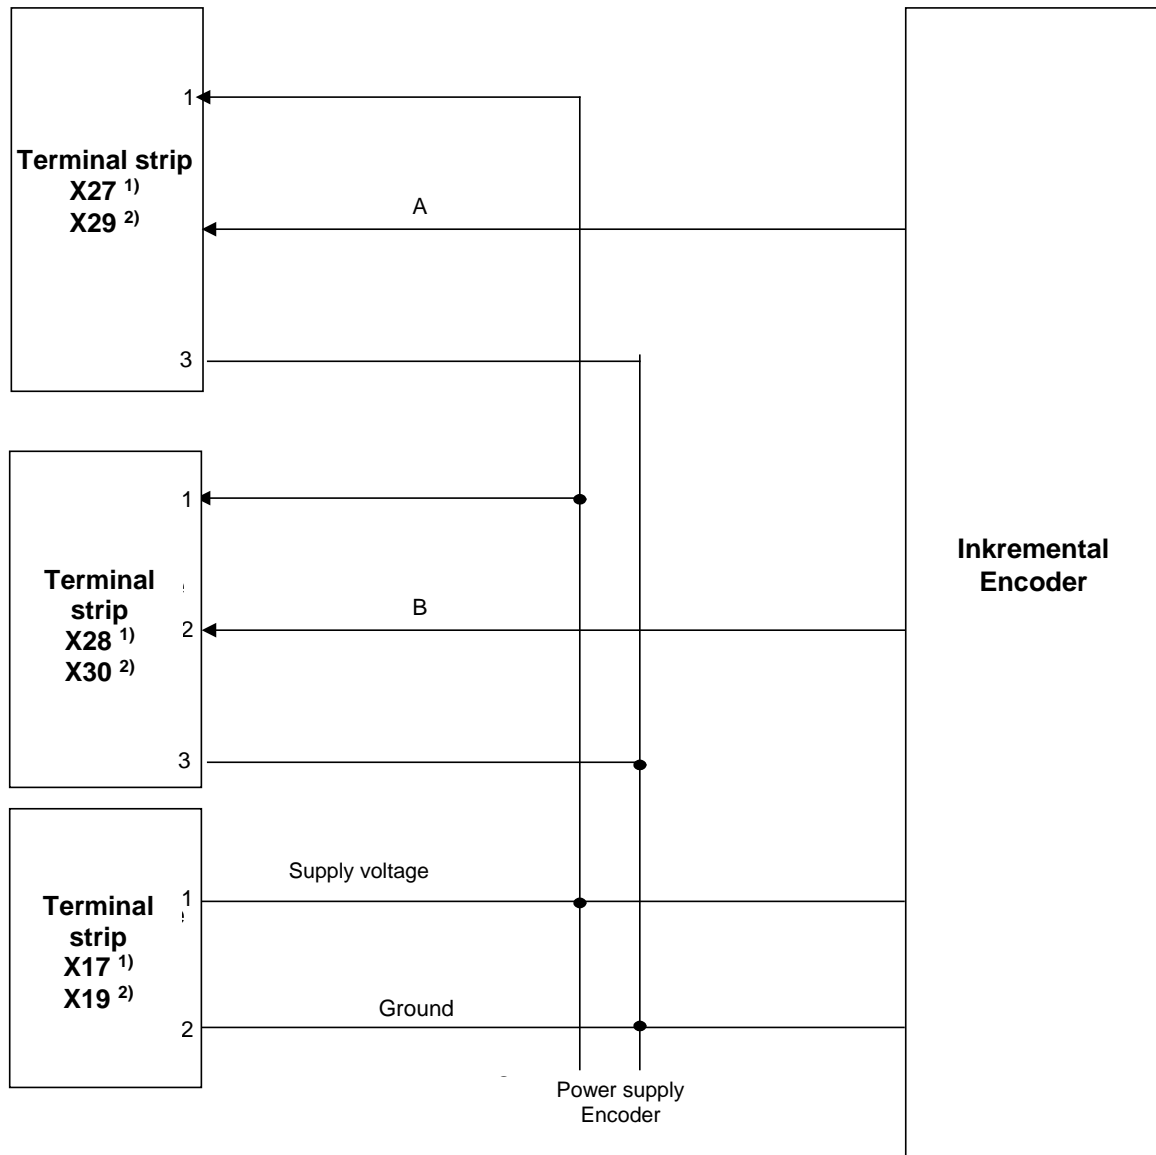 1
Terminal strip
X27 1)
X29 2)
A
3
1
Terminal
strip
X28 1)
X30 2)
B
2
3
Inkremental
Encoder
Supply voltage
1
Terminal
strip
X17 1)
X19 2)
Ground
2
Power supply
Encoder